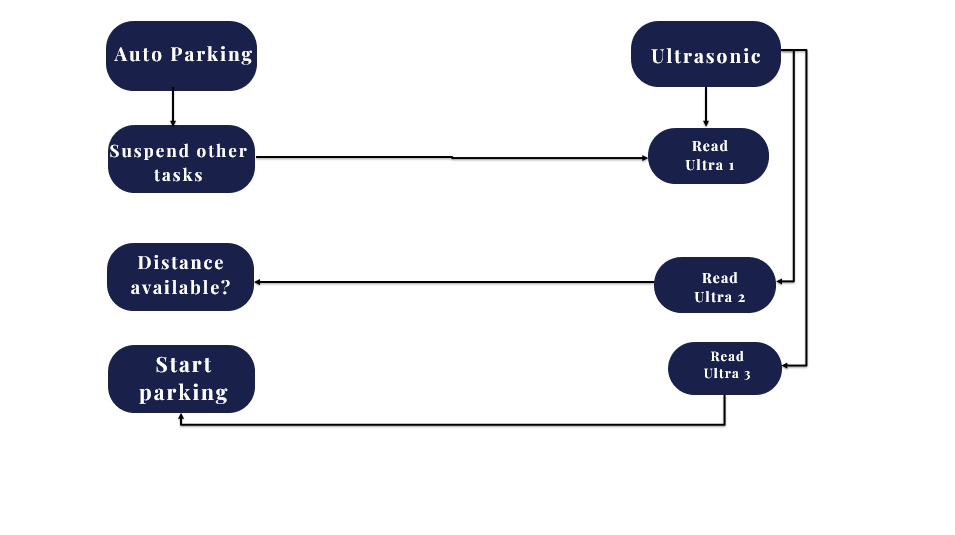 Auto Parking
Ultrasonic
Suspend other
tasks
Read
Ultra 1
Distance
available?
Read
Ultra 2
Start
parking
Read
Ultra 3